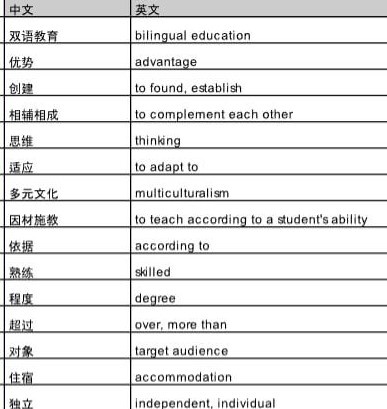 中文 英文
双语教育 bilingual education
优势 advantage
创建 to found, establish
相辅相成 to complement each other
思维 thinking
适应 to adapt to
多元文化 multiculturalism
因材施教 to teach according to a student's ability
依据 according to
熟练 skilled
程度 degree
超过 over, more than
对象 target audience
住宿 accommodation
独立 independent, individual